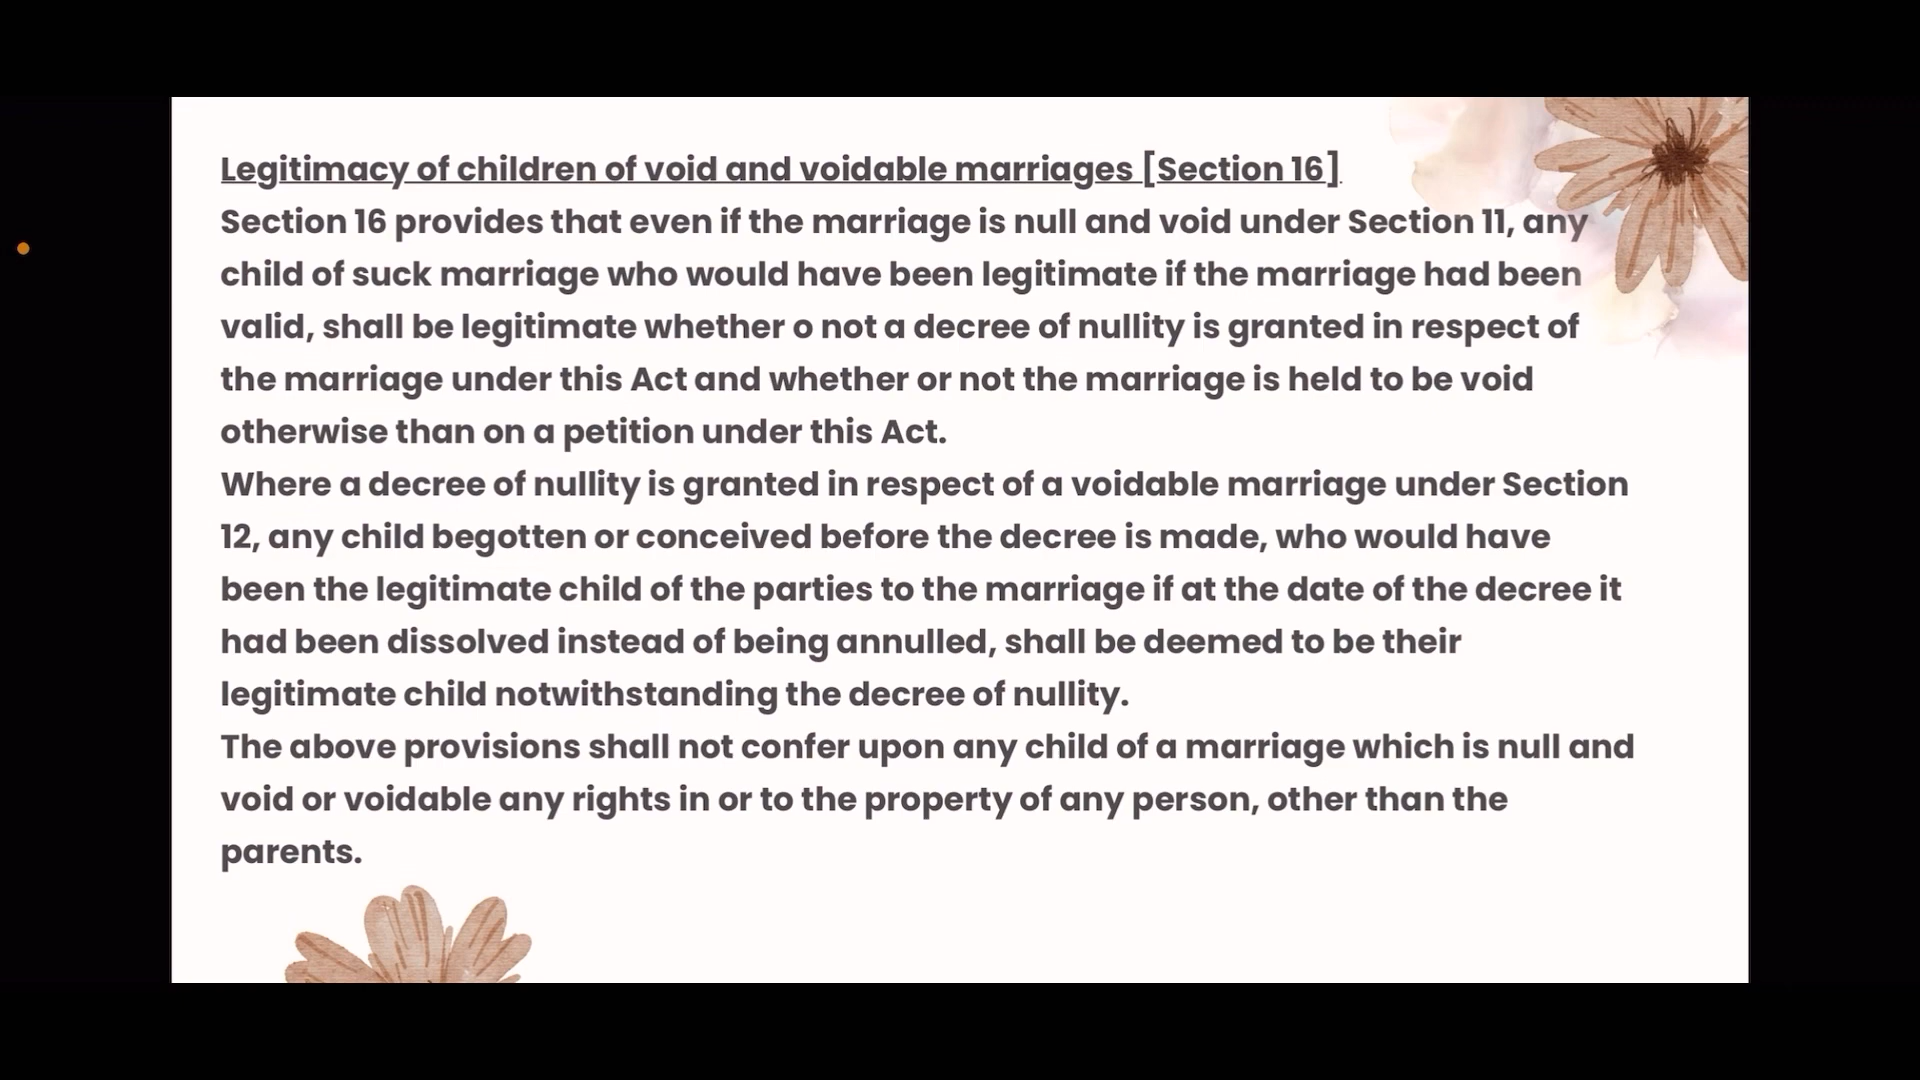 Legitimacy of children of void and voidable marriages [Section 16]
Section 16 provides that even if the marriage is null and void under Section 11, any
child of suck marriage who would have been legitimate if the marriage had been
valid, shall be legitimate whether o not a decree of nullity is granted in respect of
the marriage under this Act and whether or not the marriage is held to be void
otherwise than on a petition under this Act.
Where a decree of nullity is granted in respect of a voidable marriage under Section
12, any child begotten or conceived before the decree is made, who would have
been the legitimate child of the parties to the marriage if at the date of the decree it
had been dissolved instead of being annulled, shall be deemed to be their
legitimate child notwithstanding the decree of nullity.
The above provisions shall not confer upon any child of a marriage which is null and
void or voidable any rights in or to the property of any person, other than the
parents.